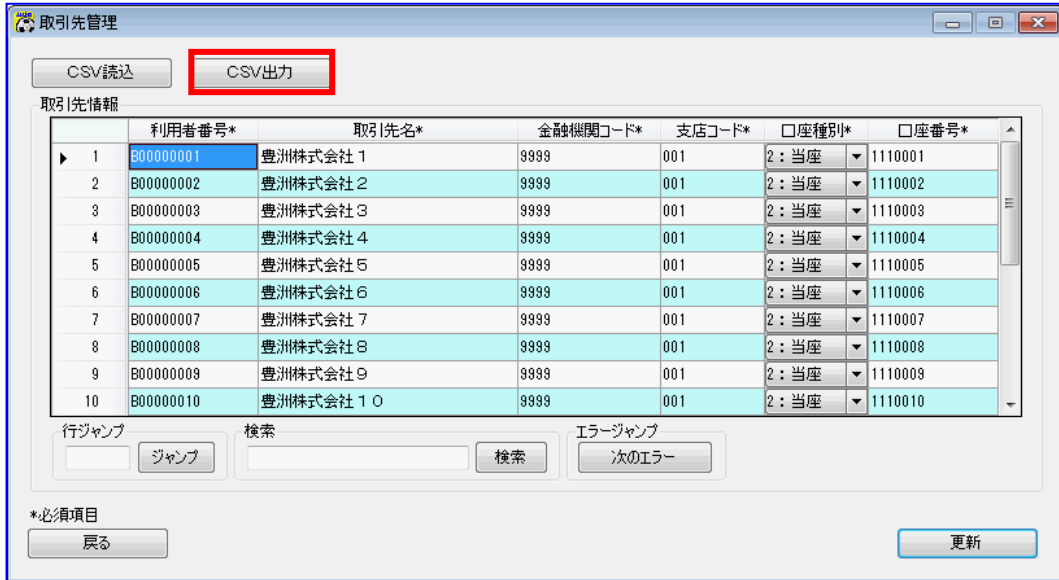 取引先管理
CSV読込 CSV出力
取引先情報
利用者番号* 取引先名* 金融機関コード* 支店コード* 口座種別* 口座番号*
1 B00000001 豊洲株式会社1 9999 001 2:当座 1110001
2 B00000002 豊洲株式会社2 9999 001 2:当座 1110002
3 B00000003 豊洲株式会社3 9999 001 2:当座 1110003
4 B00000004 豊洲株式会社4 9999 001 2:当座 1110004
5 B00000005 豊洲株式会社5 9999 001 2:当座 1110005
6 B00000006 豊洲株式会社6 9999 001 2:当座 1110006
7 B00000007 豊洲株式会社7 9999 001 2:当座 1110007
8 B00000008 豊洲株式会社8 9999 001 2:当座 1110008
9 B00000009 豊洲株式会社9 9999 001 2:当座 1110009
10 B00000010 豊洲株式会社10 9999 001 2:当座 1110010
行ジャンプ 検索 エラージャンプ
ジャンプ 検索 次のエラー
*必須項目
戻る 更新